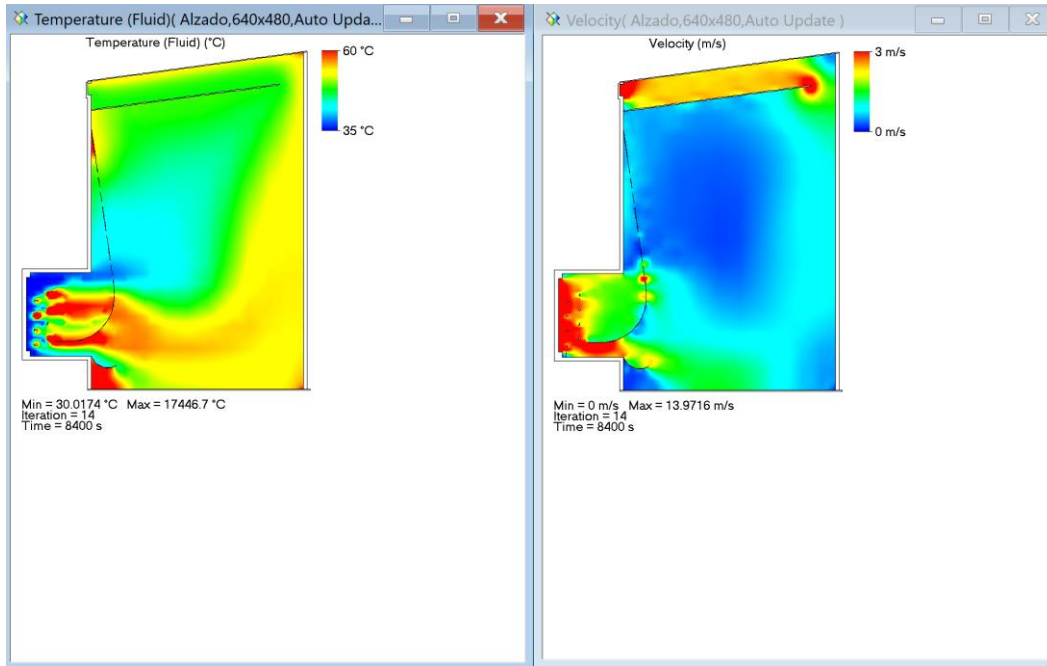 Temperature (Fluid)( Alzado,640x480,Auto Upda...
Temperature (Fluid) (°C)
60 °C
35 °C
Min = 30.0174 °C Max = 17446.7 °C
Iteration = 14
Time = 8400 s
Velocity( Alzado,640x480,Auto Update )
Velocity (m/s)
3 m/s
0 m/s
Min = 0 m/s Max = 13.9716 m/s
Iteration = 14
Time = 8400 s